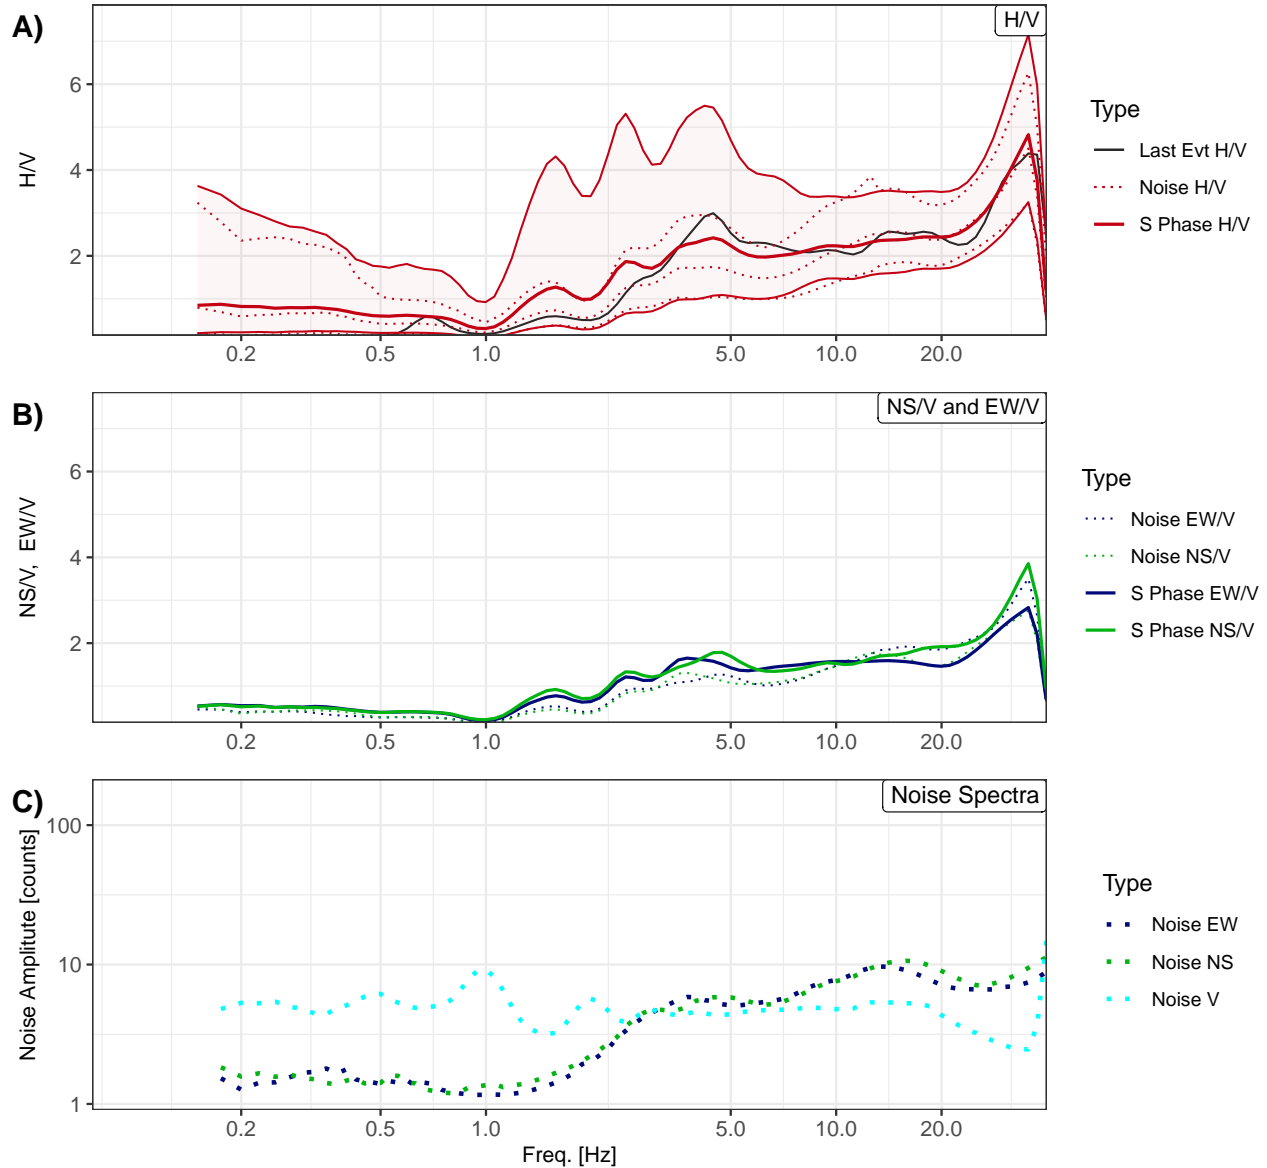 A)
H/V
6
4
2
H/V
0.2 0.5 1.0 5.0 10.0 20.0
Type
Last Evt H/V
Noise H/V
S Phase H/V
B)
NS/V and EW/V
6
4
2
NS/V, EW/V
0.2 0.5 1.0 5.0 10.0 20.0
Type
Noise EW/V
Noise NS/V
S Phase EW/V
S Phase NS/V
C)
Noise Spectra
100
10
1
Noise Amplitute [counts]
0.2 0.5 1.0 5.0 10.0 20.0
Freq. [Hz]
Type
Noise EW
Noise NS
Noise V